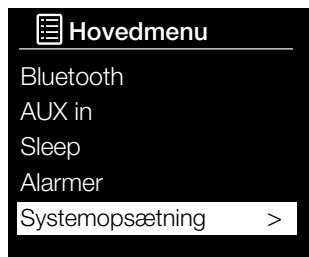 Hovedmenu
Bluetooth
AUX in
Sleep
Alarmer
Systemopsætning >